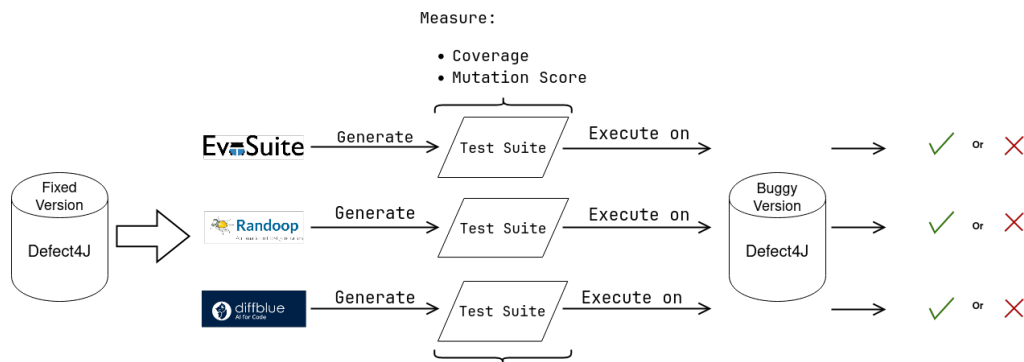 Measure:
• Coverage
• Mutation Score
EvoSuite
Generate
Test Suite
Execute on
or
Fixed
Version
Defect4J
Randoop
Generate
Test Suite
Execute on
Buggy
Version
Defect4J
or
diffblue
AI for Code
Generate
Test Suite
Execute on
or